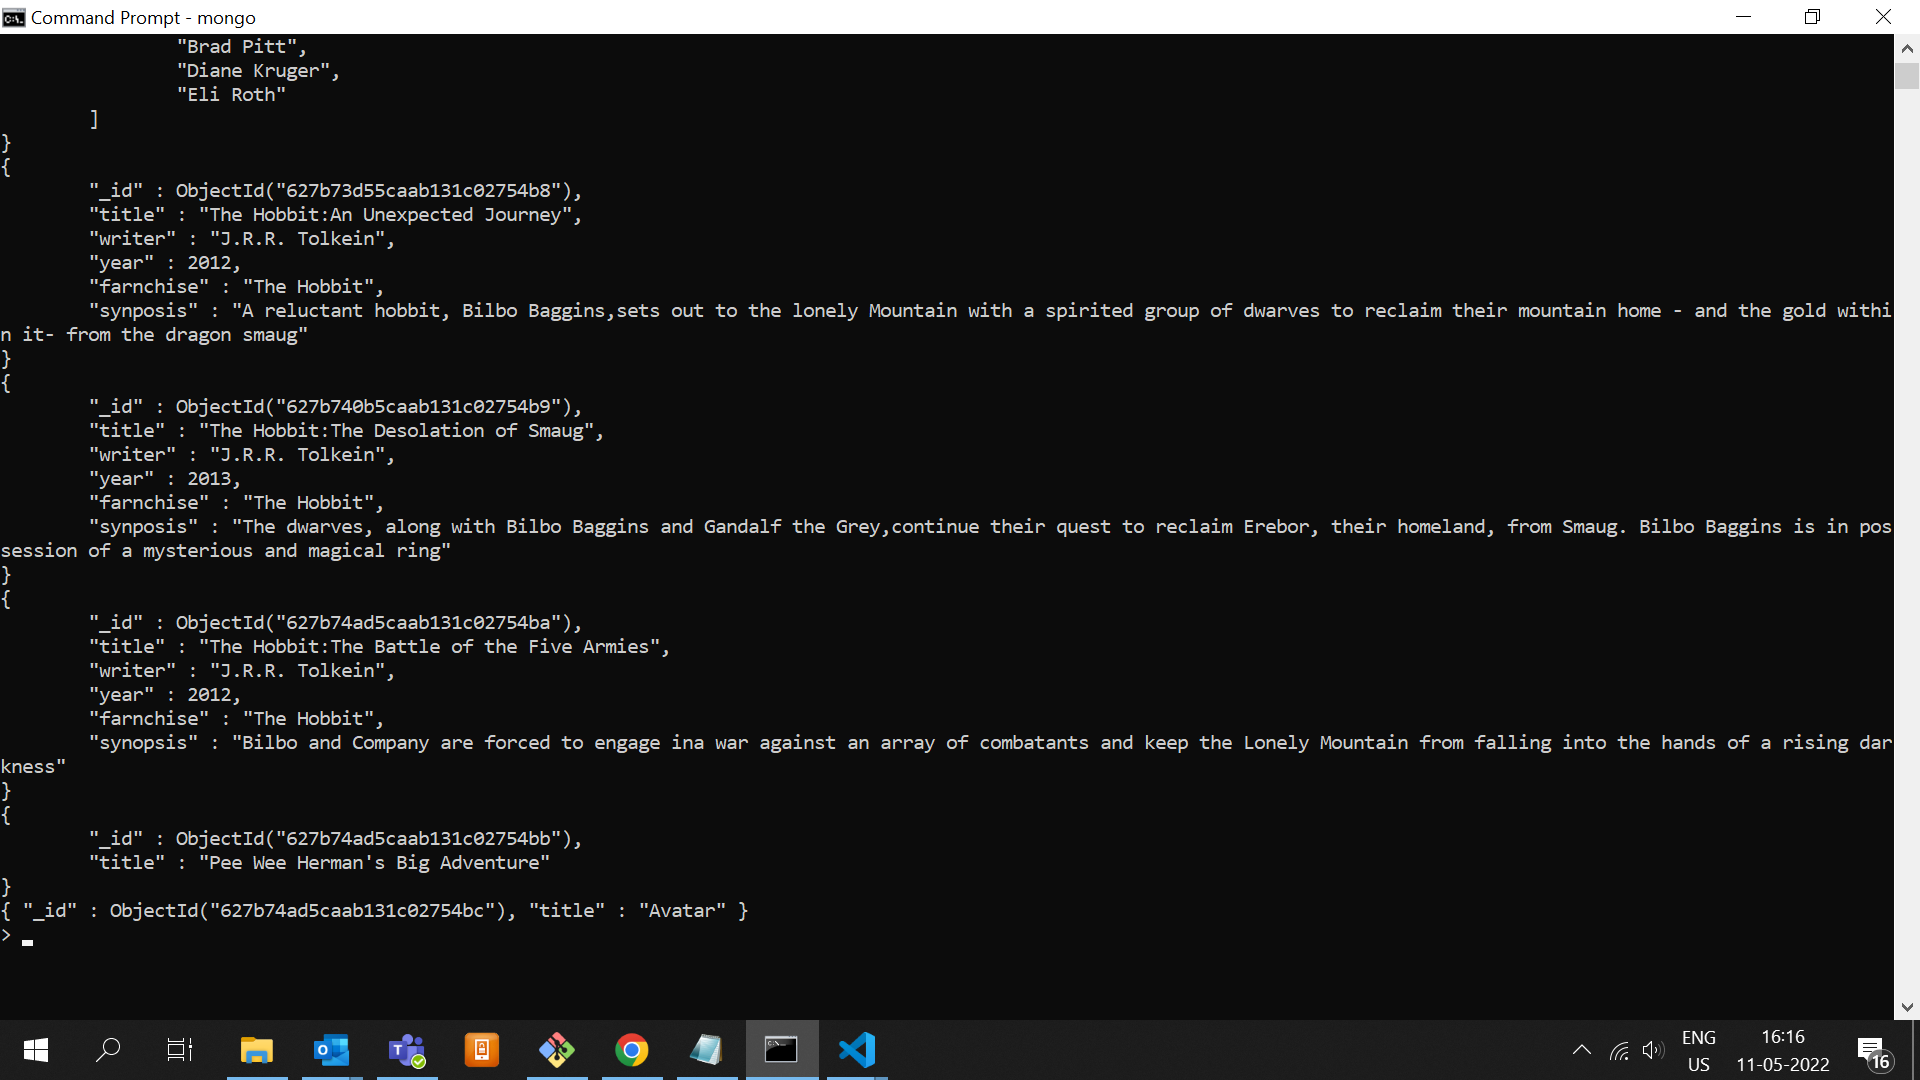 Command Prompt - mongo
"Brad Pitt",
"Diane Kruger",
"Eli Roth"
]
}
{
"_id" : ObjectId("627b73d55caab131c02754b8"),
"title" : "The Hobbit:An Unexpected Journey",
"writer" : "J.R.R. Tolkein",
"year" : 2012,
"farnchise" : "The Hobbit",
"synposis" : "A reluctant hobbit, Bilbo Baggins,sets out to the lonely Mountain with a spirited group of dwarves to reclaim their mountain home - and the gold withi
n it- from the dragon smaug"
}
{
"_id" : ObjectId("627b740b5caab131c02754b9"),
"title" : "The Hobbit:The Desolation of Smaug",
"writer" : "J.R.R. Tolkein",
"year" : 2013,
"farnchise" : "The Hobbit",
"synposis" : "The dwarves, along with Bilbo Baggins and Gandalf the Grey,continue their quest to reclaim Erebor, their homeland, from Smaug. Bilbo Baggins is in pos
session of a mysterious and magical ring"
}
{
"_id" : ObjectId("627b74ad5caab131c02754ba"),
"title" : "The Hobbit:The Battle of the Five Armies",
"writer" : "J.R.R. Tolkein",
"year" : 2012,
"farnchise" : "The Hobbit",
"synopsis" : "Bilbo and Company are forced to engage ina war against an array of combatants and keep the Lonely Mountain from falling into the hands of a rising dar
kness"
}
{
"_id" : ObjectId("627b74ad5caab131c02754bb"),
"title" : "Pee Wee Herman's Big Adventure"
}
{ "_id" : ObjectId("627b74ad5caab131c02754bc"), "title" : "Avatar" }
>
ENG
US
16:16
11-05-2022
16